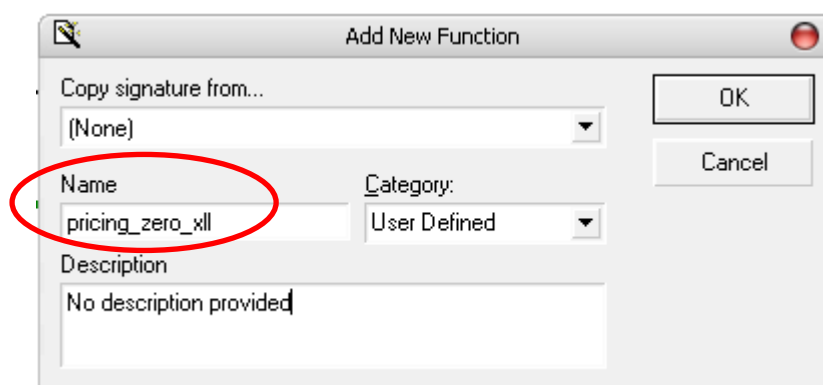 Add New Function
Copy signature from...
OK
(None)
Cancel
Name Category:
pricing_zero_xll User Defined
Description
No description provided